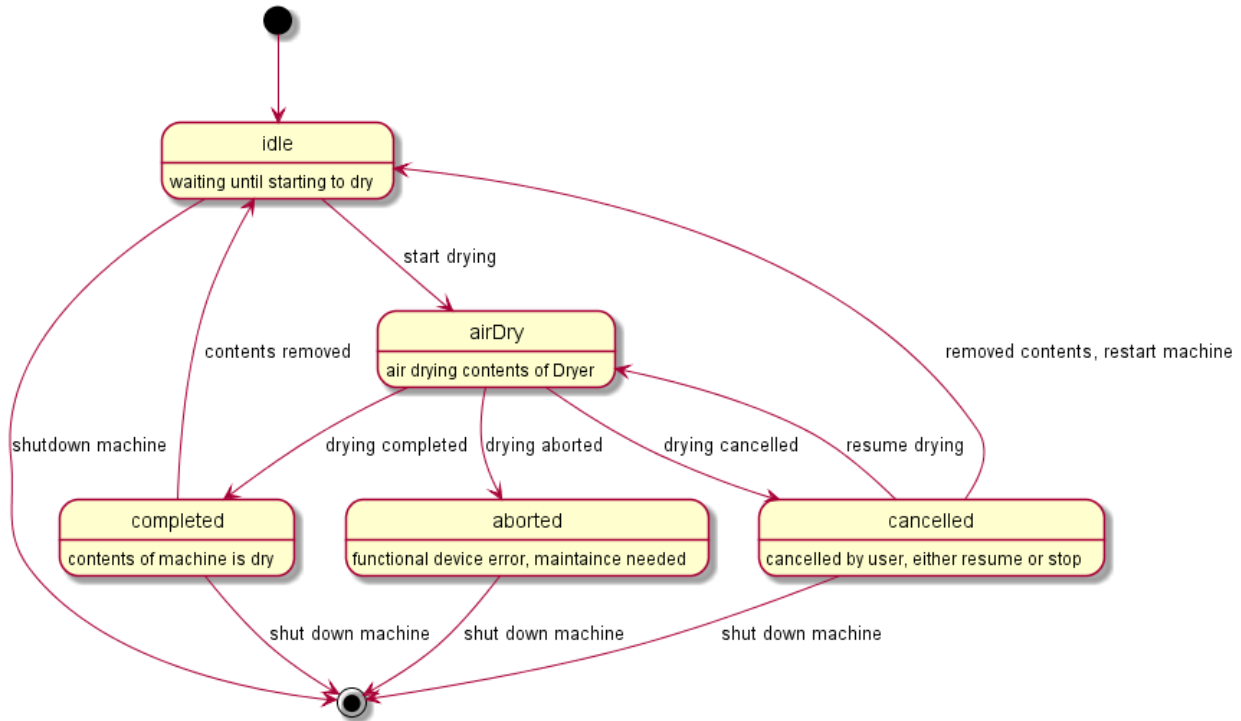 idle
waiting until starting to dry
start drying
airDry
air drying contents of Dryer
contents removed
removed contents, restart machine
shutdown machine
drying completed
drying aborted
drying cancelled
resume drying
completed
contents of machine is dry
aborted
functional device error, maintaince needed
cancelled
cancelled by user, either resume or stop
shut down machine
shut down machine
shut down machine